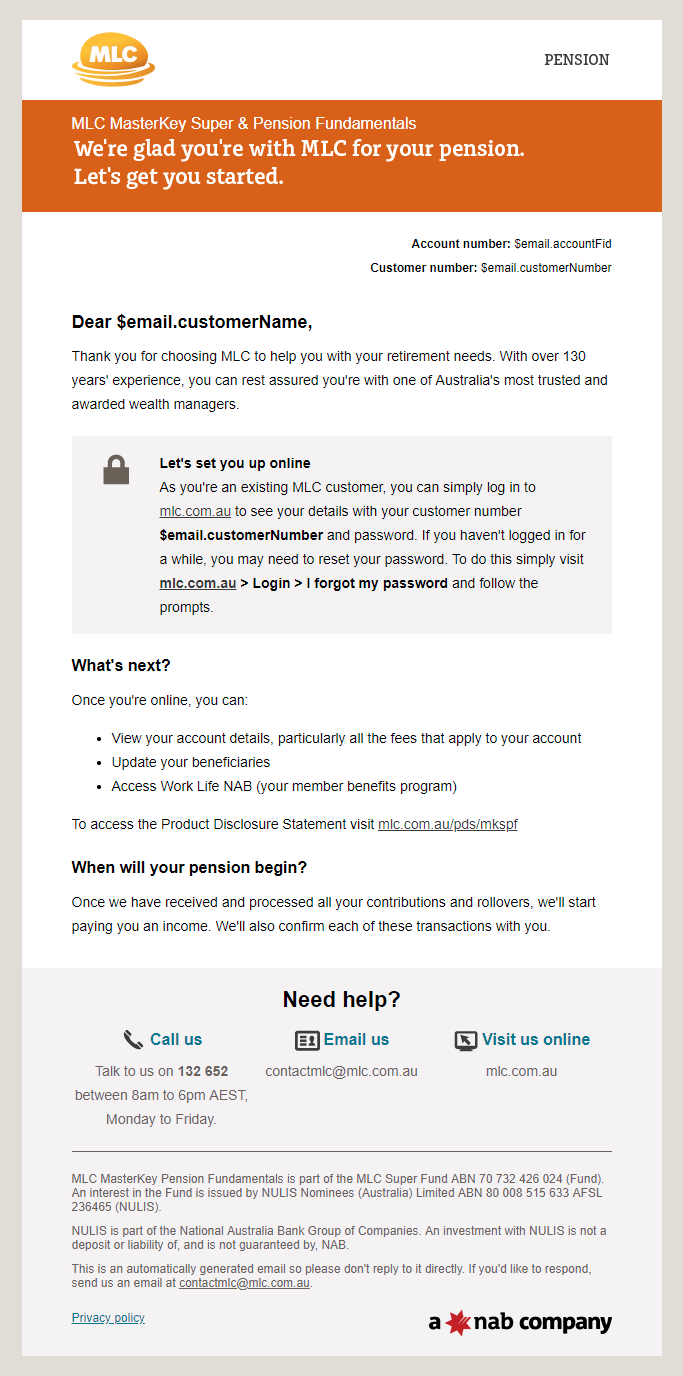 MLC
PENSION
MLC MasterKey Super & Pension Fundamentals
We're glad you're with MLC for your pension.
Let's get you started.
Account number: $email.accountFid
Customer number: $email.customerNumber
Dear $email.customerName,
Thank you for choosing MLC to help you with your retirement needs. With over 130
years' experience, you can rest assured you're with one of Australia's most trusted and
awarded wealth managers.
Let's set you up online
As you're an existing MLC customer, you can simply log in to
mlc.com.au to see your details with your customer number
$email.customerNumber and password. If you haven't logged in for
a while, you may need to reset your password. To do this simply visit
mlc.com.au > Login > I forgot my password and follow the
prompts.
What's next?
Once you're online, you can:
• View your account details, particularly all the fees that apply to your account
• Update your beneficiaries
• Access Work Life NAB (your member benefits program)
To access the Product Disclosure Statement visit mlc.com.au/pds/mkspf
When will your pension begin?
Once we have received and processed all your contributions and rollovers, we'll start
paying you an income. We'll also confirm each of these transactions with you.
Need help?
Call us
Talk to us on 132 652
between 8am to 6pm AEST,
Monday to Friday.
Email us
contactmlc@mlc.com.au
Visit us online
mlc.com.au
MLC MasterKey Pension Fundamentals is part of the MLC Super Fund ABN 70 732 426 024 (Fund).
An interest in the Fund is issued by NULIS Nominees (Australia) Limited ABN 80 008 515 633 AFSL
236465 (NULIS).
NULIS is part of the National Australia Bank Group of Companies. An investment with NULIS is not a
deposit or liability of, and is not guaranteed by, NAB.
This is an automatically generated email so please don't reply to it directly. If you'd like to respond,
send us an email at contactmlc@mlc.com.au.
Privacy policy
a nab company